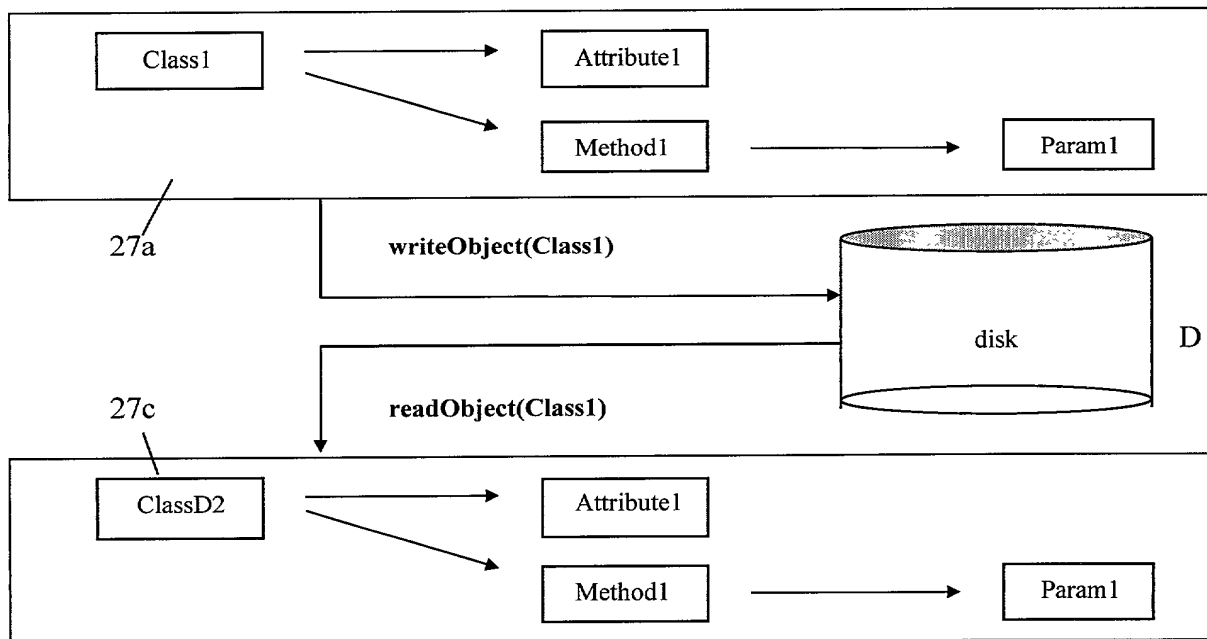 Class1
Attribute1
Method1
Param1
27a
writeObject(Class1)
disk
D
readObject(Class1)
27c
ClassD2
Attribute1
Method1
Param1